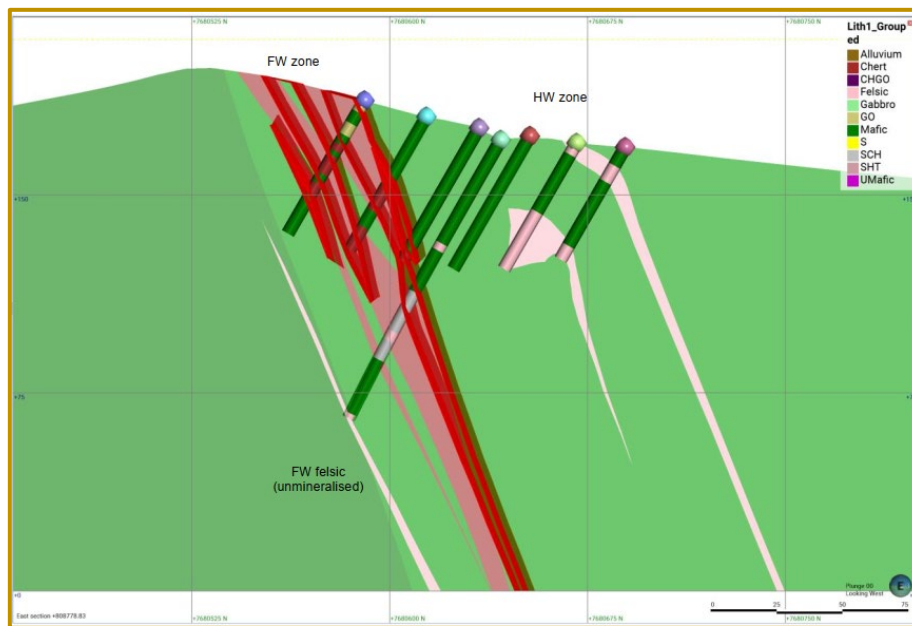 +7680525 N
+7680600 N
+7680675 N
+7680750 N
Lith1_Group
ed
Alluvium
Chert
CHGO
Felsic
Gabbro
GO
Mafic
S
SCH
SHT
UMafic
FW zone
HW zone
+150
+75
FW felsic
(unmineralised)
+0
Plunge 00
Looking West
E
0 25 50 75
East section +808778.83
+7680525 N
+7680600 N
+7680675 N
+7680750 N